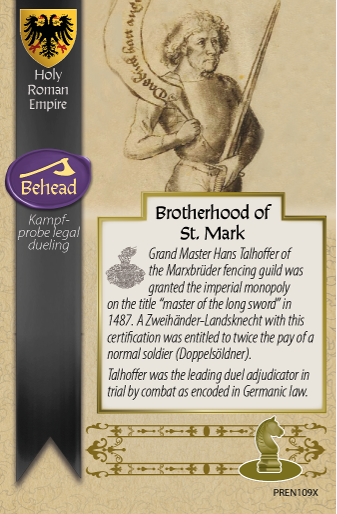 Holy
Roman
Empire
Behead
Kampf-
probe legal
dueling
Brotherhood of
St. Mark
Grand Master Hans Talhoffer of
the Marxbrüder fencing guild was
granted the imperial monopoly
on the title “master of the long sword” in
1487. A Zweihänder-Landsknecht with this
certification was entitled to twice the pay of a
normal soldier (Doppelsöldner).
Talhoffer was the leading duel adjudicator in
trial by combat as encoded in Germanic law.
PREN109X